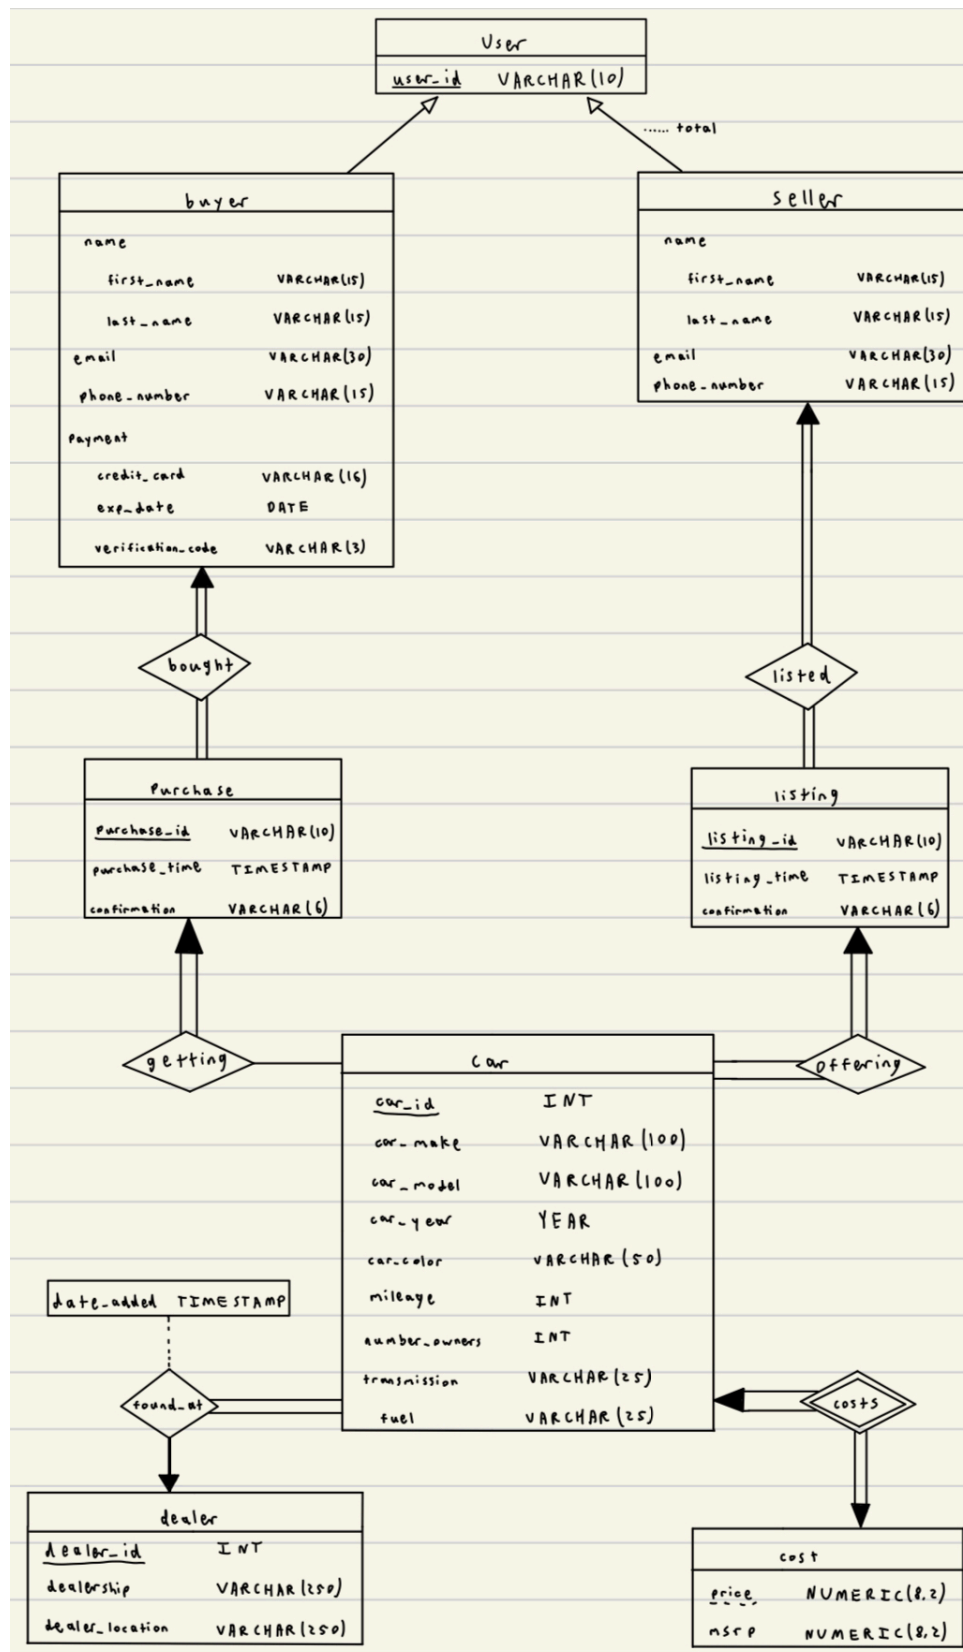 User
user_id VARCHAR(10)
...... total
buyer
name
first_name VARCHAR(15)
last_name VARCHAR(15)
email VARCHAR(30)
phone_number VARCHAR(15)
payment
credit_card VARCHAR(16)
exp_date DATE
verification_code VARCHAR(3)
seller
name
first_name VARCHAR(15)
last_name VARCHAR(15)
email VARCHAR(30)
phone_number VARCHAR(15)
bought
listed
Purchase
purchase_id VARCHAR(10)
purchase_time TIMESTAMP
confirmation VARCHAR(6)
listing
listing_id VARCHAR(10)
listing_time TIMESTAMP
confirmation VARCHAR(6)
getting
offering
car
car_id INT
car_make VARCHAR(100)
car_model VARCHAR(100)
car_year YEAR
car_color VARCHAR(50)
mileage INT
number_owners INT
transmission VARCHAR(25)
fuel VARCHAR(25)
date_added TIMESTAMP
found_at
costs
dealer
dealer_id INT
dealership VARCHAR(250)
dealer_location VARCHAR(250)
cost
price NUMERIC(8,2)
msrp NUMERIC(8,2)